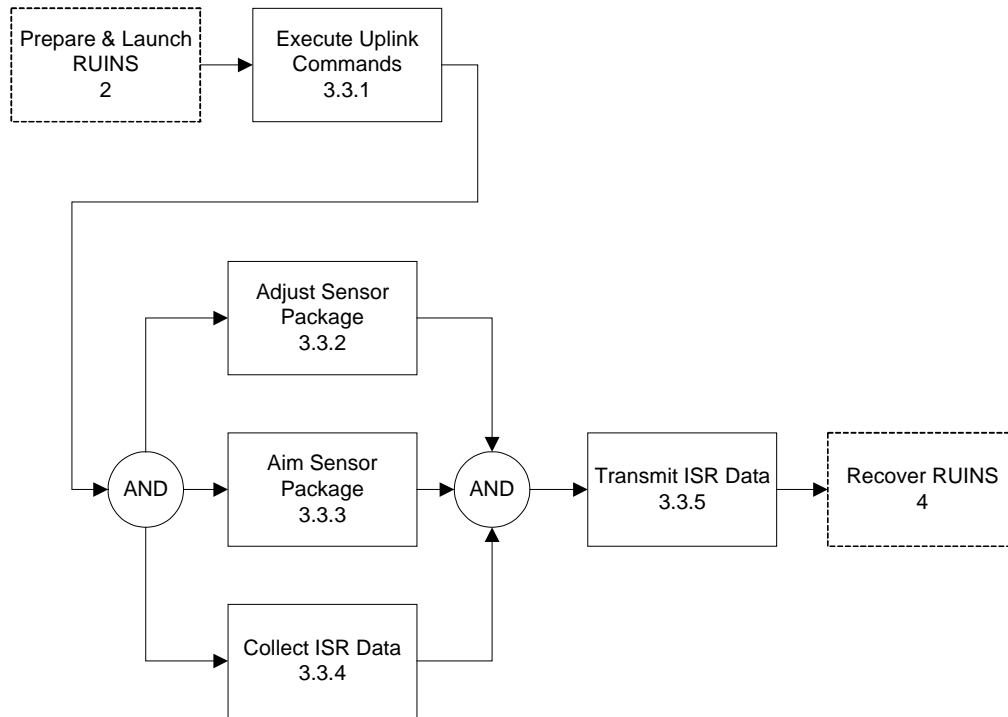 Prepare & Launch
RUINS
2
Execute Uplink
Commands
3.3.1
Adjust Sensor
Package
3.3.2
AND
Aim Sensor
Package
3.3.3
AND
Transmit ISR Data
3.3.5
Recover RUINS
4
Collect ISR Data
3.3.4